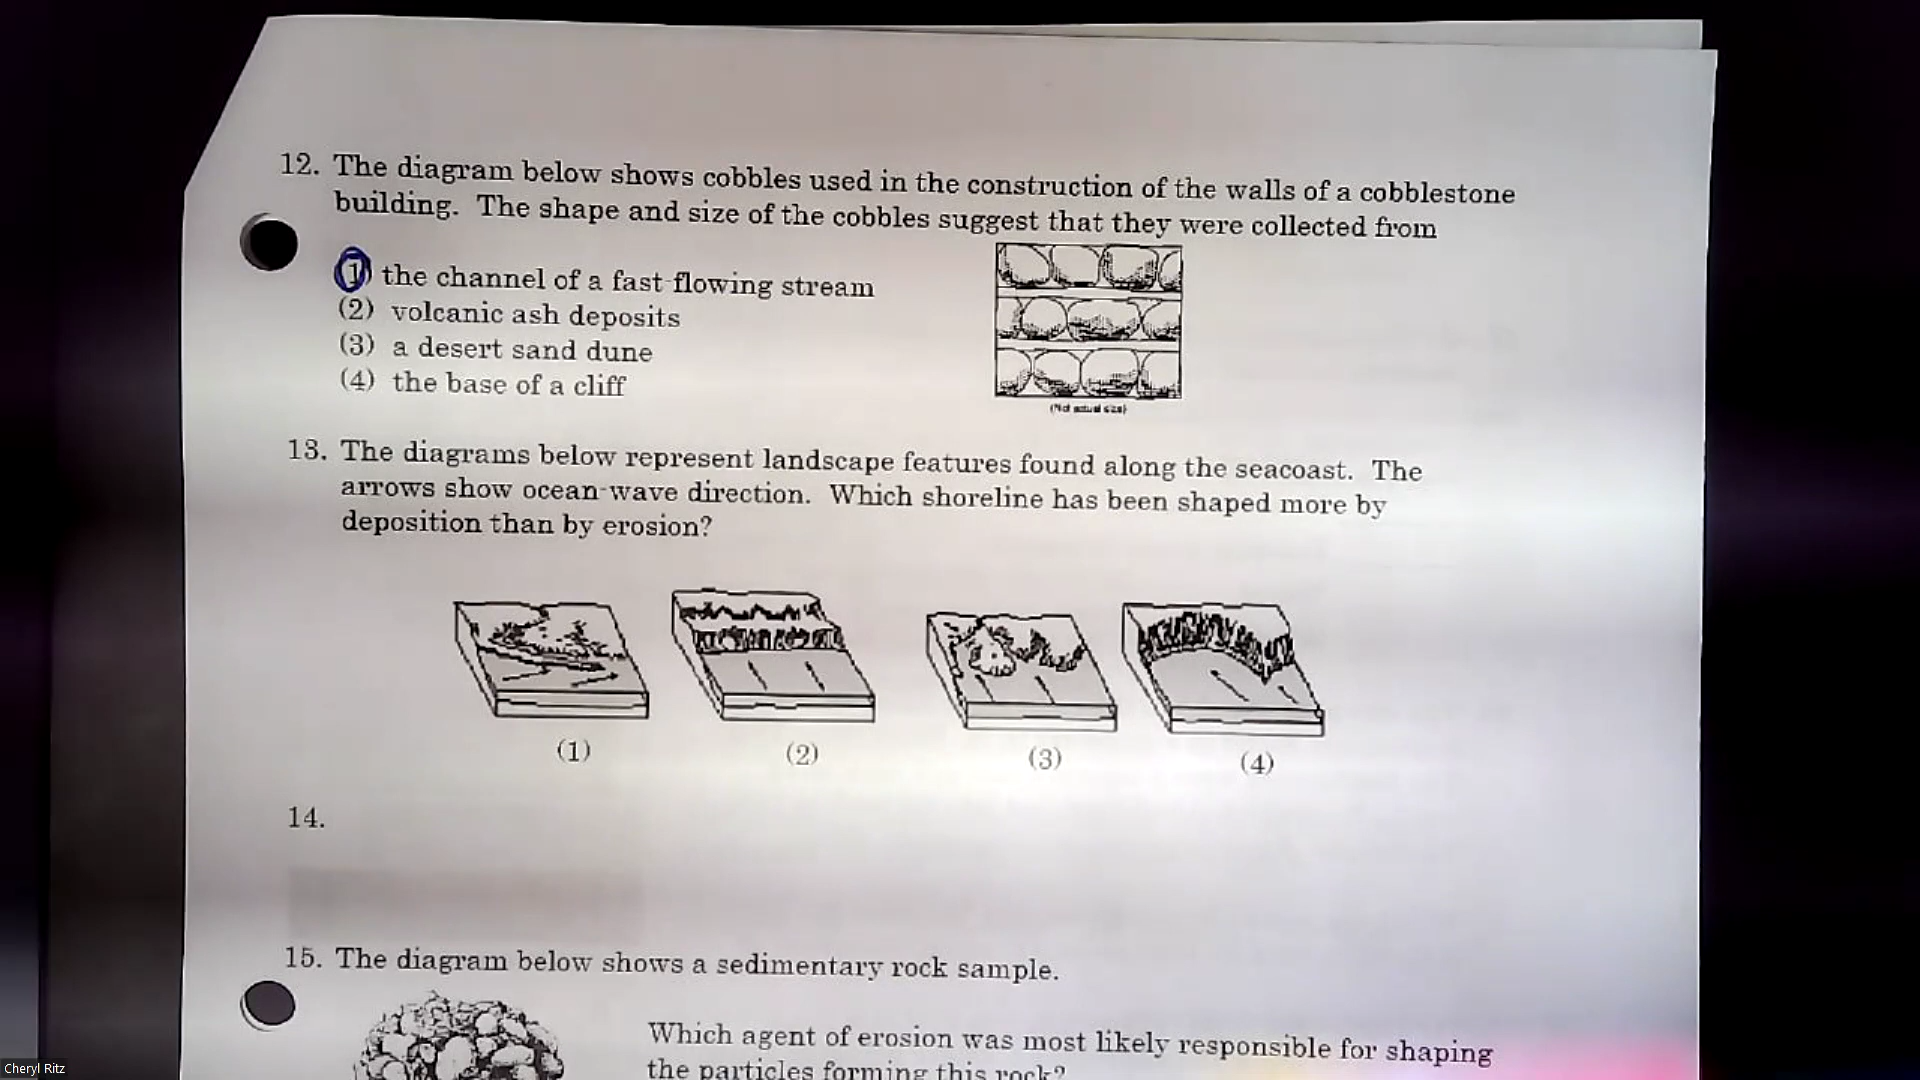 12. The diagram below shows cobbles used in the construction of the walls of a cobblestone
building. The shape and size of the cobbles suggest that they were collected from
(1) the channel of a fast-flowing stream
(2) volcanic ash deposits
(3) a desert sand dune
(4) the base of a cliff
(Not actual size)
13. The diagrams below represent landscape features found along the seacoast. The
arrows show ocean-wave direction. Which shoreline has been shaped more by
deposition than by erosion?
(1) (2) (3) (4)
14.
15. The diagram below shows a sedimentary rock sample.
Which agent of erosion was most likely responsible for shaping
the particles forming this rock?
Cheryl Ritz